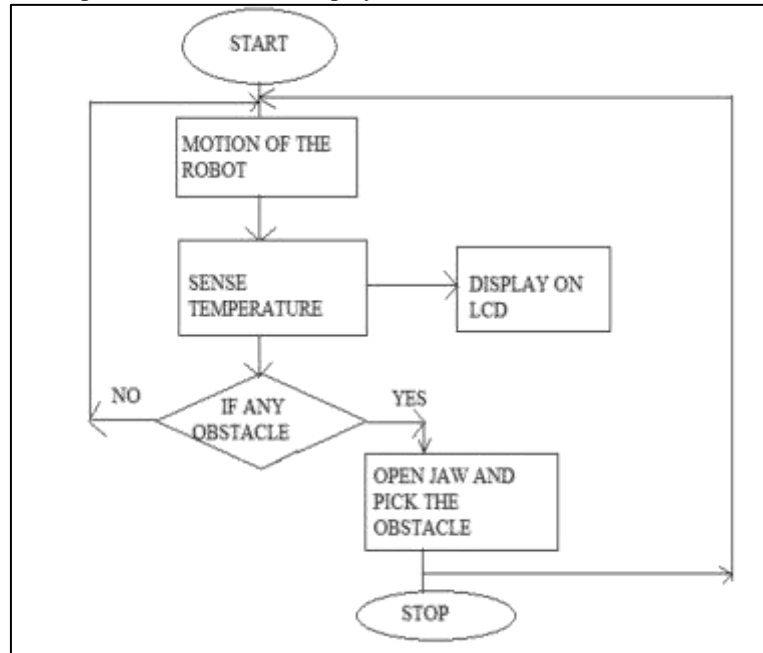 START
MOTION OF THE
ROBOT
SENSE
TEMPERATURE
DISPLAY ON
LCD
NO
IF ANY
OBSTACLE
YES
OPEN JAW AND
PICK THE
OBSTACLE
STOP